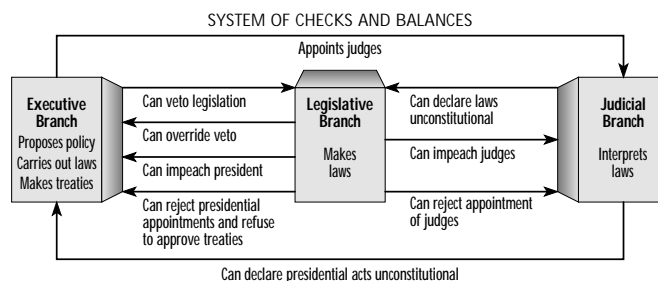 SYSTEM OF CHECKS AND BALANCES
Appoints judges
Executive
Branch
Proposes policy
Carries out laws
Makes treaties
Can veto legislation
Can override veto
Can impeach president
Can reject presidential
appointments and refuse
to approve treaties
Legislative
Branch
Makes
laws
Can declare laws
unconstitutional
Can impeach judges
Can reject appointment
of judges
Judicial
Branch
Interprets
laws
Can declare presidential acts unconstitutional